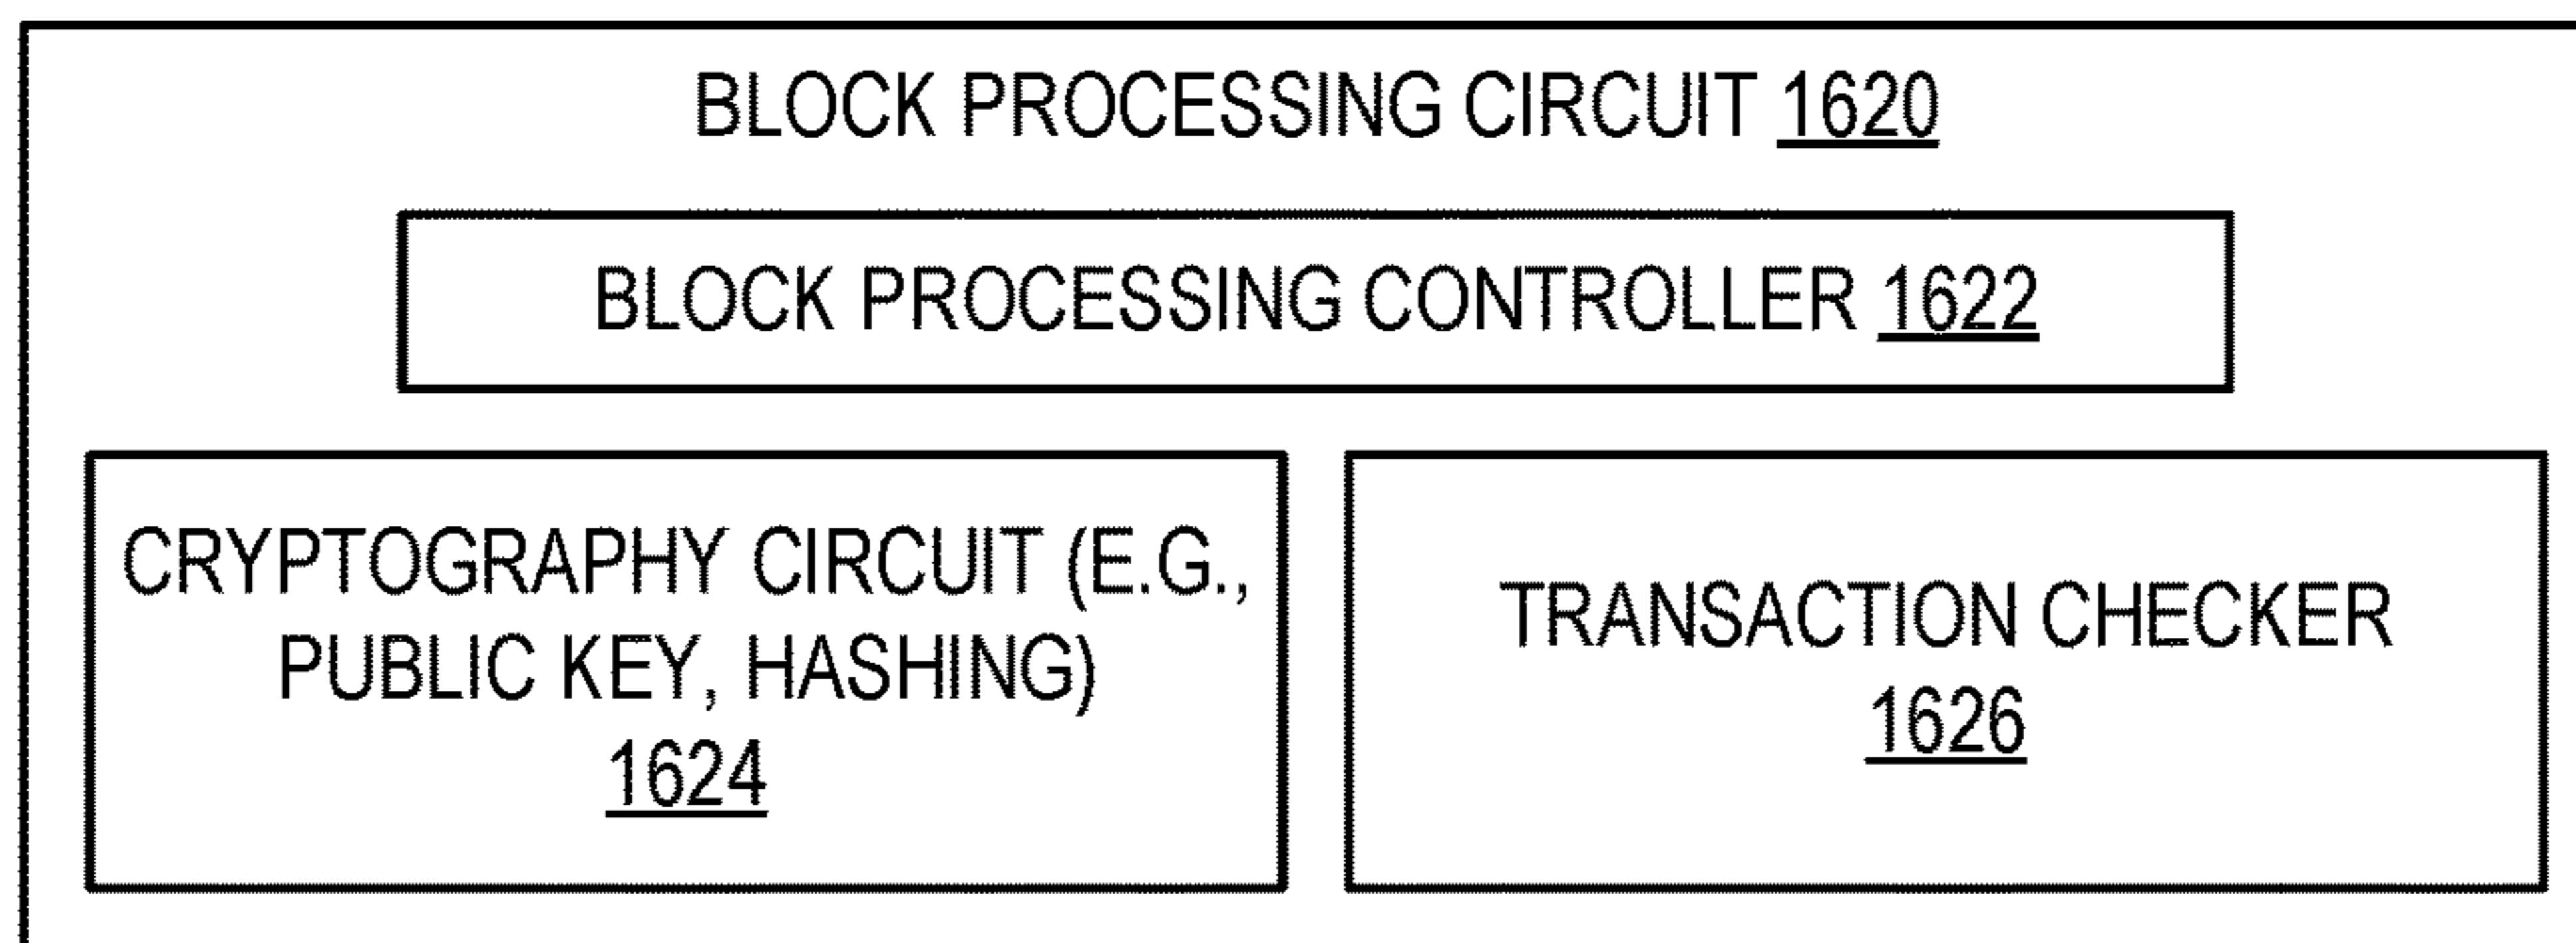 BLOCK PROCESSING CIRCUIT 1620
BLOCK PROCESSING CONTROLLER 1622
CRYPTOGRAPHY CIRCUIT (E.G.,
PUBLIC KEY, HASHING)
1624
TRANSACTION CHECKER
1626